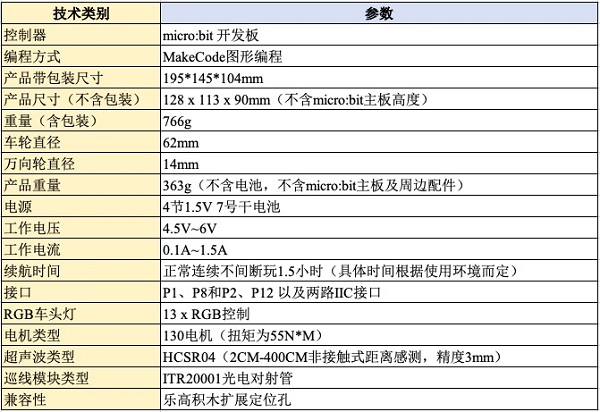 技术类别 参数
控制器 micro:bit 开发板
编程方式 MakeCode图形编程
产品带包装尺寸 195*145*104mm
产品尺寸（不含包装） 128 x 113 x 90mm（不含micro:bit主板高度）
重量（含包装） 766g
车轮直径 62mm
万向轮直径 14mm
产品重量 363g（不含电池，不含micro:bit主板及周边配件）
电源 4节1.5V 7号干电池
工作电压 4.5V~6V
工作电流 0.1A~1.5A
续航时间 正常连续不间断玩1.5小时（具体时间根据使用环境而定）
接口 P1、P8和P2、P12 以及两路IIC接口
RGB车头灯 13 x RGB控制
电机类型 130电机（扭矩为55N*M）
超声波类型 HCSR04（2CM-400CM非接触式距离感测，精度3mm）
巡线模块类型 ITR20001光电对射管
兼容性 乐高积木扩展定位孔